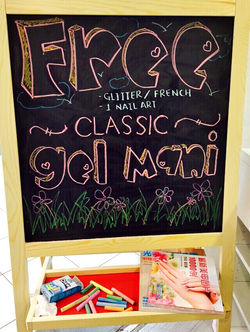 Free
- GLITTER/ FRENCH
- 1 NAIL ART
CLASSIC
gel mani